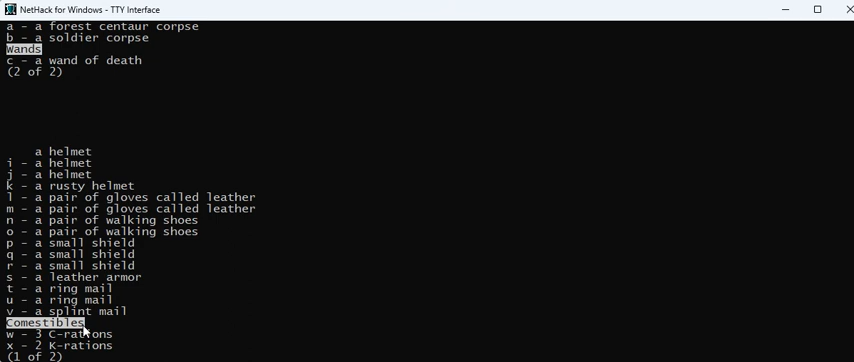 NetHack for Windows - TTY Interface
a - a forest centaur corpse
b - a soldier corpse
Wands
c - a wand of death
(2 of 2)
a helmet
i - a helmet
j - a helmet
k - a rusty helmet
l - a pair of gloves called leather
m - a pair of gloves called leather
n - a pair of walking shoes
o - a pair of walking shoes
p - a small shield
q - a small shield
r - a small shield
s - a leather armor
t - a ring mail
u - a ring mail
v - a splint mail
Comestibles
w - 3 C-rations
x - 2 K-rations
(1 of 2)